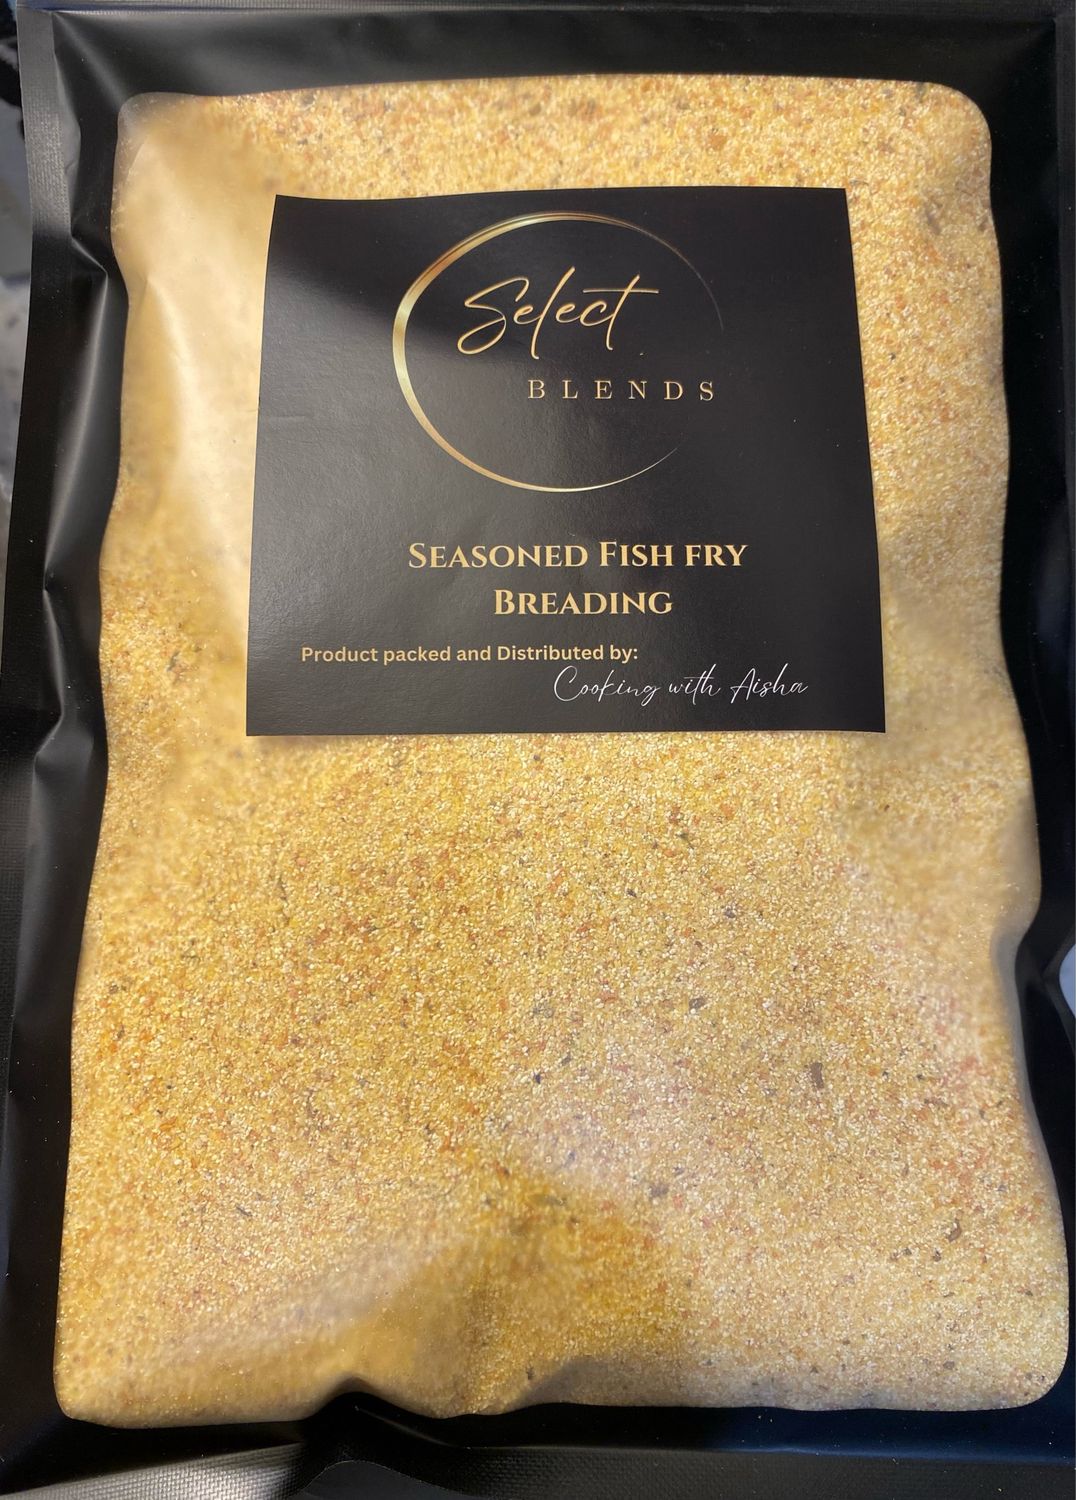 Select
BLENDS
SEASONED FISH FRY
BREADING
Product packed and Distributed by:
Cooking with Aisha